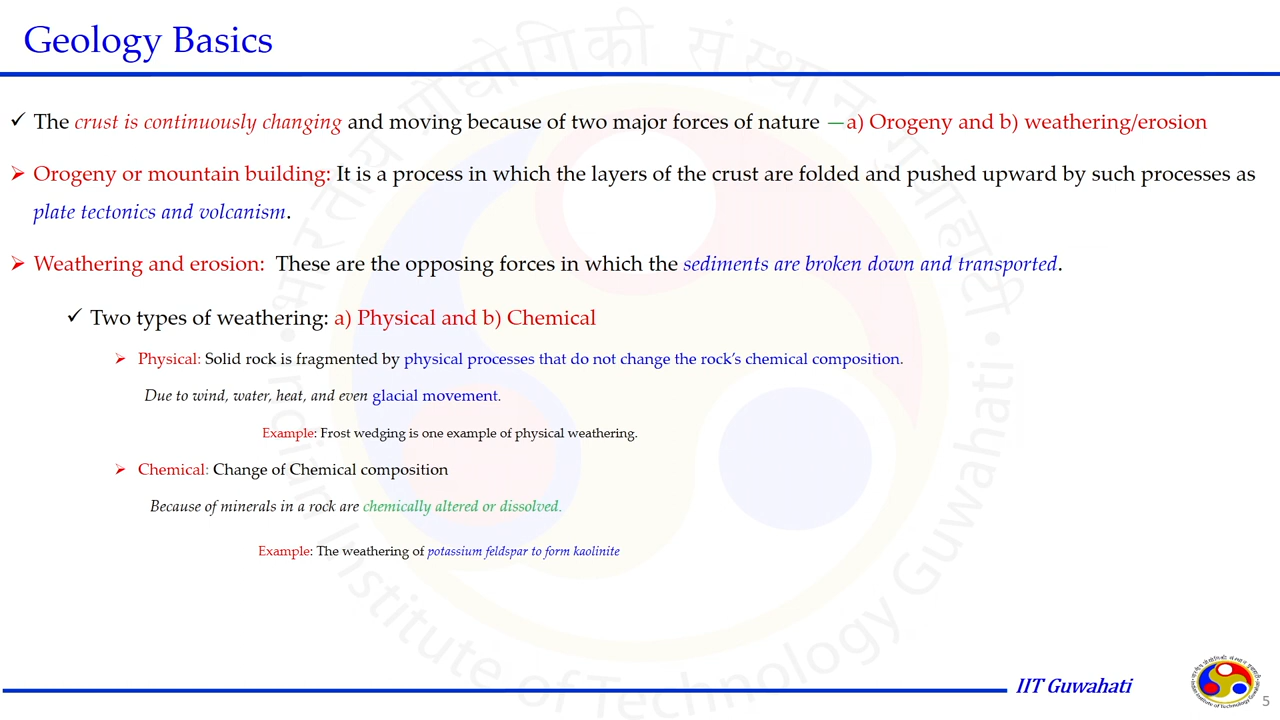 Geology Basics
✓ The crust is continuously changing and moving because of two major forces of nature —a) Orogeny and b) weathering/erosion
➢ Orogeny or mountain building: It is a process in which the layers of the crust are folded and pushed upward by such processes as
plate tectonics and volcanism.
➢ Weathering and erosion: These are the opposing forces in which the sediments are broken down and transported.
✓ Two types of weathering: a) Physical and b) Chemical
➢ Physical: Solid rock is fragmented by physical processes that do not change the rock’s chemical composition.
Due to wind, water, heat, and even glacial movement.
Example: Frost wedging is one example of physical weathering.
➢ Chemical: Change of Chemical composition
Because of minerals in a rock are chemically altered or dissolved.
Example: The weathering of potassium feldspar to form kaolinite
भारतीय प्रौद्योगिकी संस्थान गुवाहाटी
Indian Institute of Technology Guwahati
IIT Guwahati
5